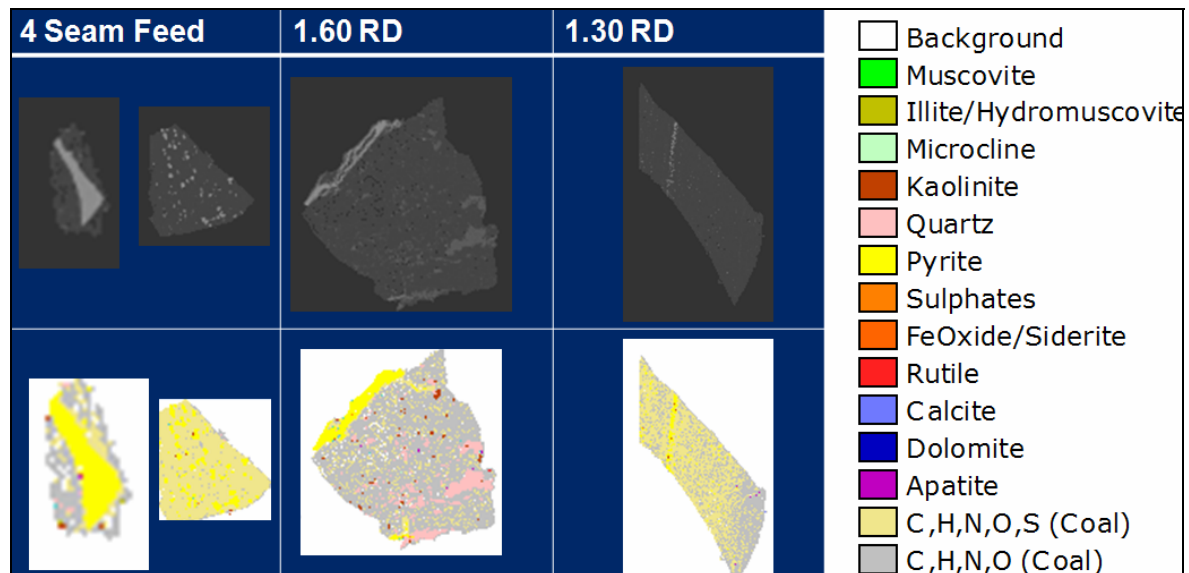 4 Seam Feed
1.60 RD
1.30 RD
Background
Muscovite
Illite/Hydromuscovite
Microcline
Kaolinite
Quartz
Pyrite
Sulphates
FeOxide/Siderite
Rutile
Calcite
Dolomite
Apatite
C,H,N,O,S (Coal)
C,H,N,O (Coal)